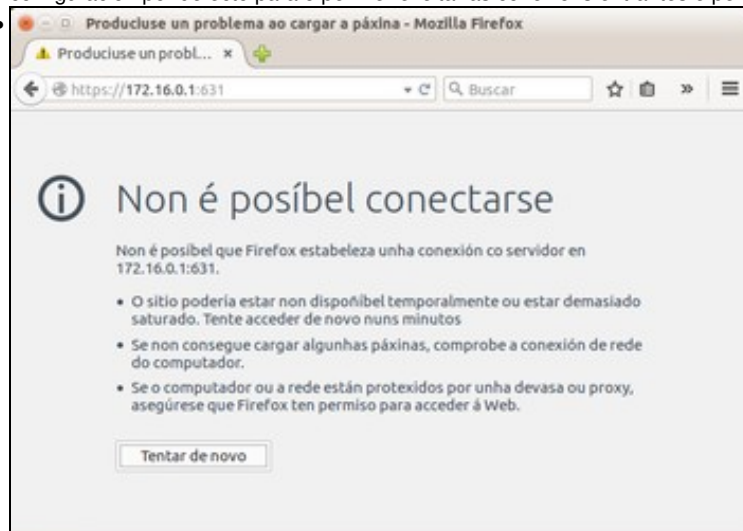 Produciuse un problema ao cargar a páxina - Mozilla Firefox
Produciuse un probl...
https://172.16.0.1:631
Buscar
Non é posíbel conectarse
Non é posíbel que Firefox estabeleza unha conexión co servidor en
172.16.0.1:631.
O sitio podería estar non dispoñíbel temporalmente ou estar demasiado
saturado. Tente acceder de novo nuns minutos
Se non consegue cargar algunhas páxinas, comprobe a conexión de rede
do computador.
Se o computador ou a rede están protexidos por unha devasa ou proxy,
asegúrese que Firefox ten permiso para acceder á Web.
Tentar de novo